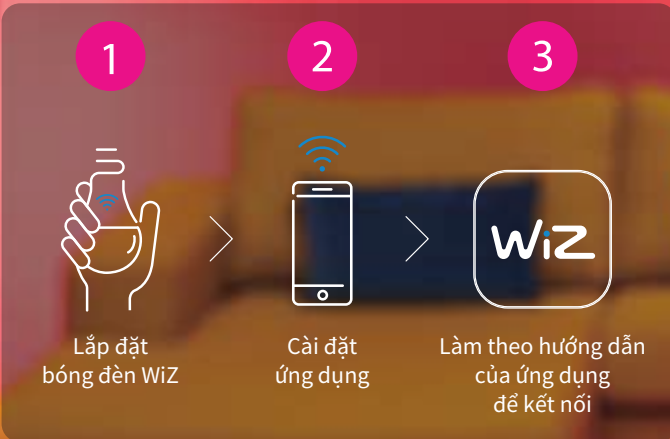 1
2
3
WiZ
Lắp đặt
bóng đèn WiZ
Cài đặt
ứng dụng
Làm theo hướng dẫn
của ứng dụng
để kết nối